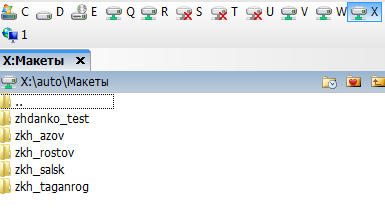 C D E Q R S T U V W X
1
X:Макеты
X:\auto\Макеты
..
zhdanko_test
zkh_azov
zkh_rostov
zkh_salsk
zkh_taganrog